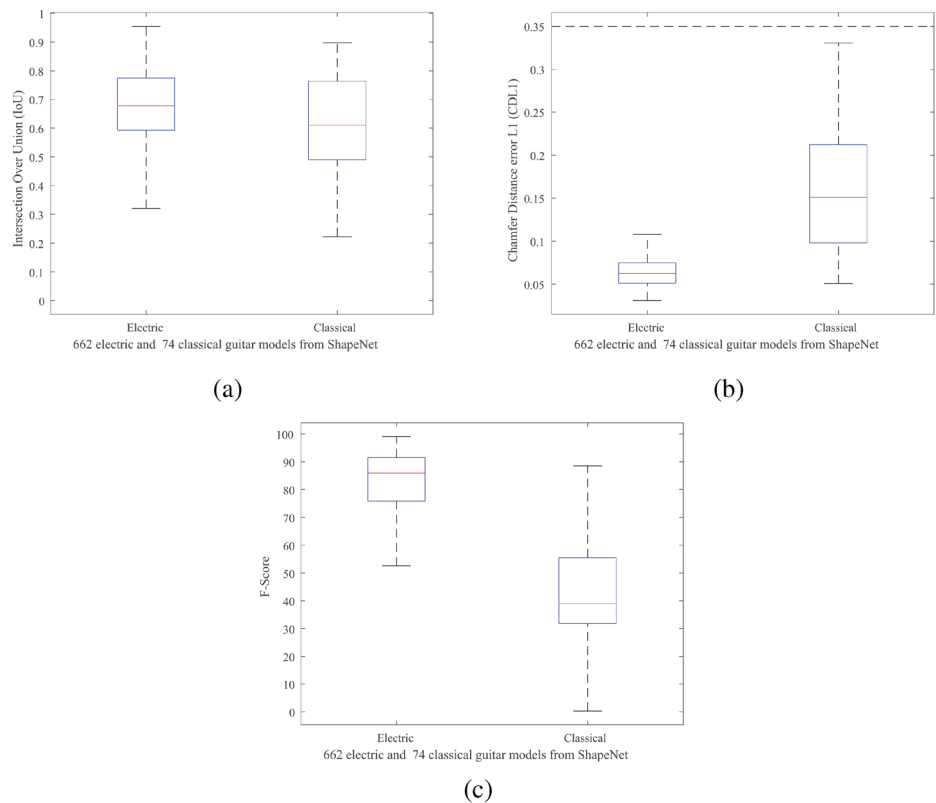 Intersection Over Union (IoU)
1
0.9
0.8
0.7
0.6
0.5
0.4
0.3
0.2
0.1
0
Electric
Classical
662 electric and 74 classical guitar models from ShapeNet
(a)
Chamfer Distance error L1 (CDL1)
0.35
0.3
0.25
0.2
0.15
0.1
0.05
Electric
Classical
662 electric and 74 classical guitar models from ShapeNet
(b)
F-Score
100
90
80
70
60
50
40
30
20
10
0
Electric
Classical
662 electric and 74 classical guitar models from ShapeNet
(c)